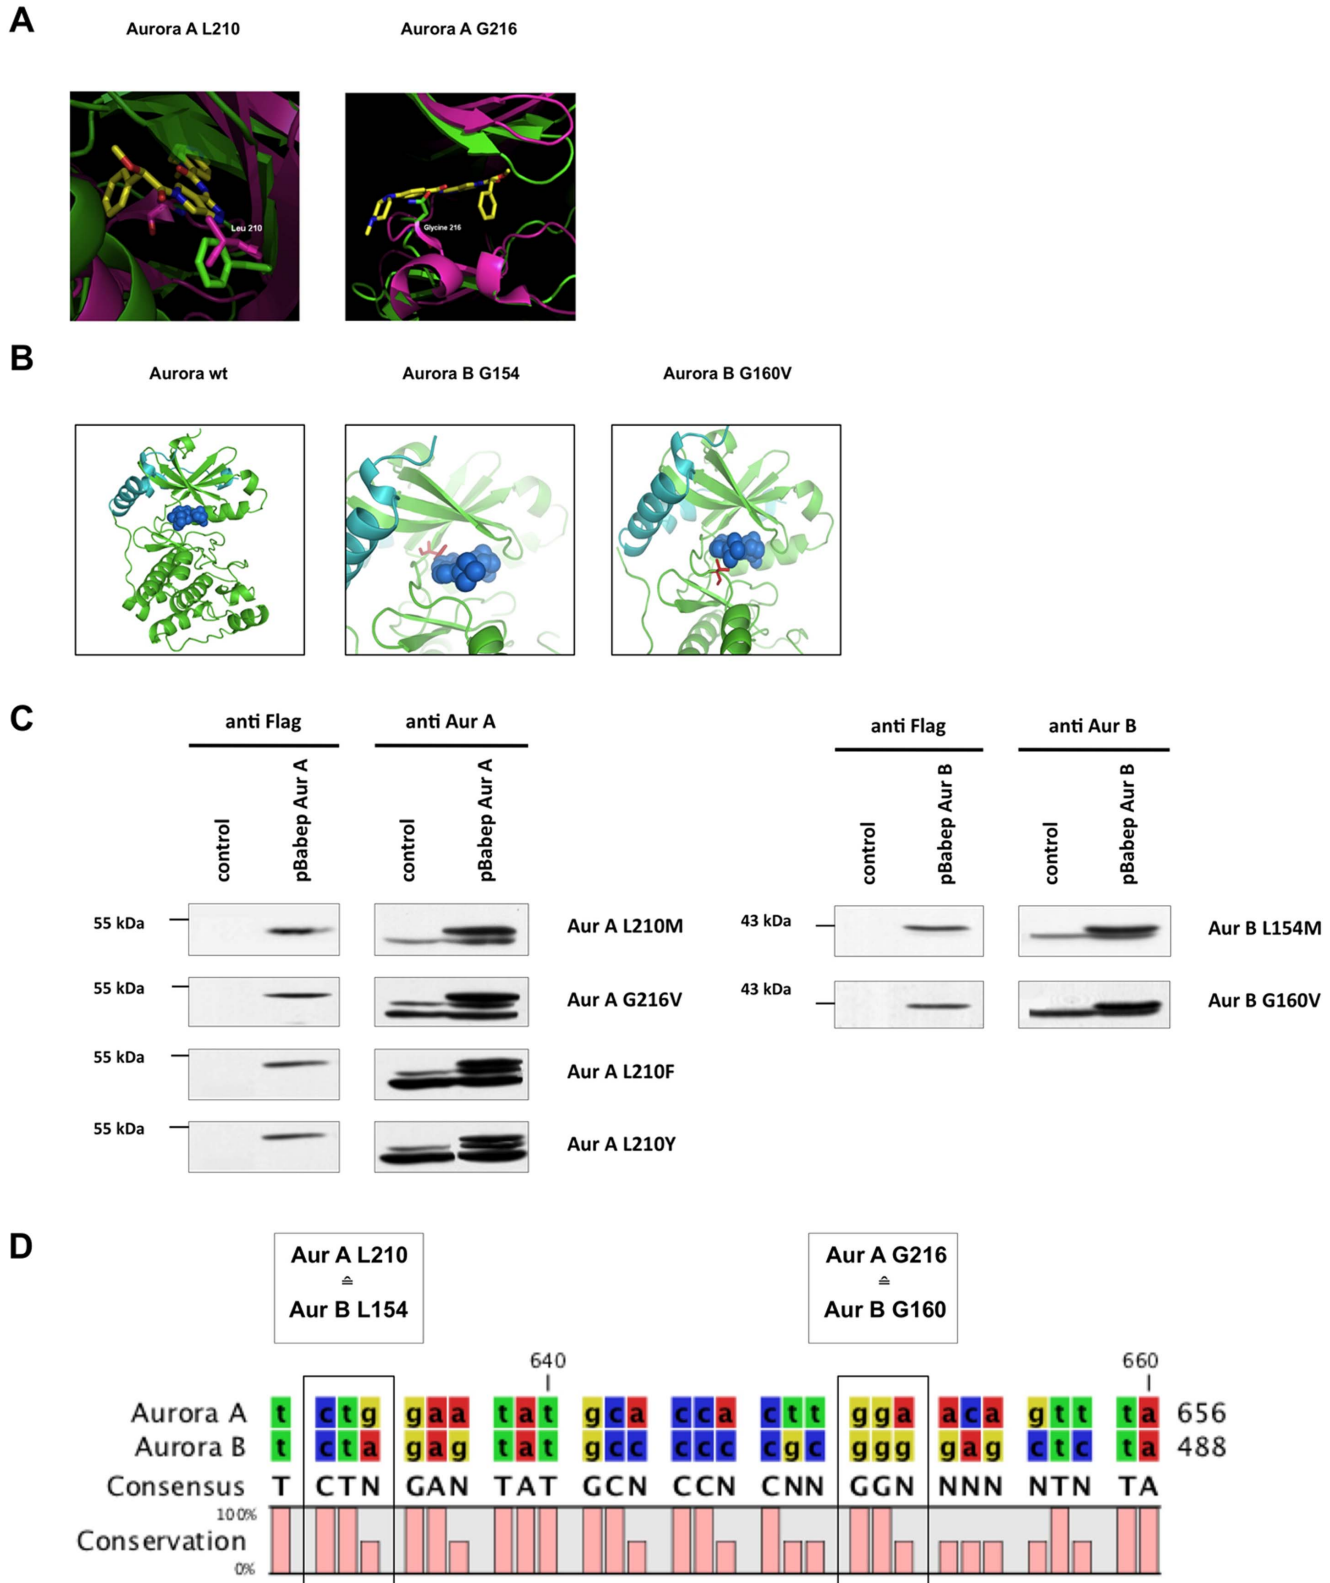 A
Aurora A L210
Aurora A G216
Leu 210
Glycine 216
B
Aurora wt
Aurora B G154
Aurora B G160V
C
anti Flag
anti Aur A
anti Flag
anti Aur B
control
pBabep Aur A
control
pBabep Aur A
control
pBabep Aur B
control
pBabep Aur B
55 kDa
Aur A L210M
43 kDa
Aur B L154M
55 kDa
Aur A G216V
43 kDa
Aur B G160V
55 kDa
Aur A L210F
55 kDa
Aur A L210Y
D
Aur A L210
≙
Aur B L154
Aur A G216
≙
Aur B G160
640
660
Aurora A t ctg gaa tat gca cca ctt gga aca gtt ta 656
Aurora B t cta gag tat gcc ccc cgc ggg gag ctc ta 488
Consensus T CTN GAN TAT GCN CCN CNN GGN NNN NTN TA
100%
Conservation
0%